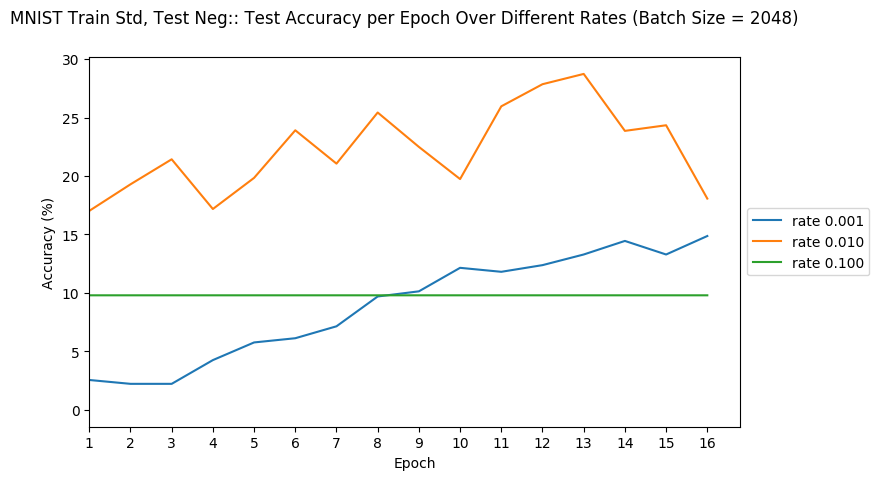 MNIST Train Std, Test Neg:: Test Accuracy per Epoch Over Different Rates (Batch Size = 2048)
30
25
20
15
10
5
0
Accuracy (%)
1 2 3 4 5 6 7 8 9 10 11 12 13 14 15 16
Epoch
rate 0.001
rate 0.010
rate 0.100